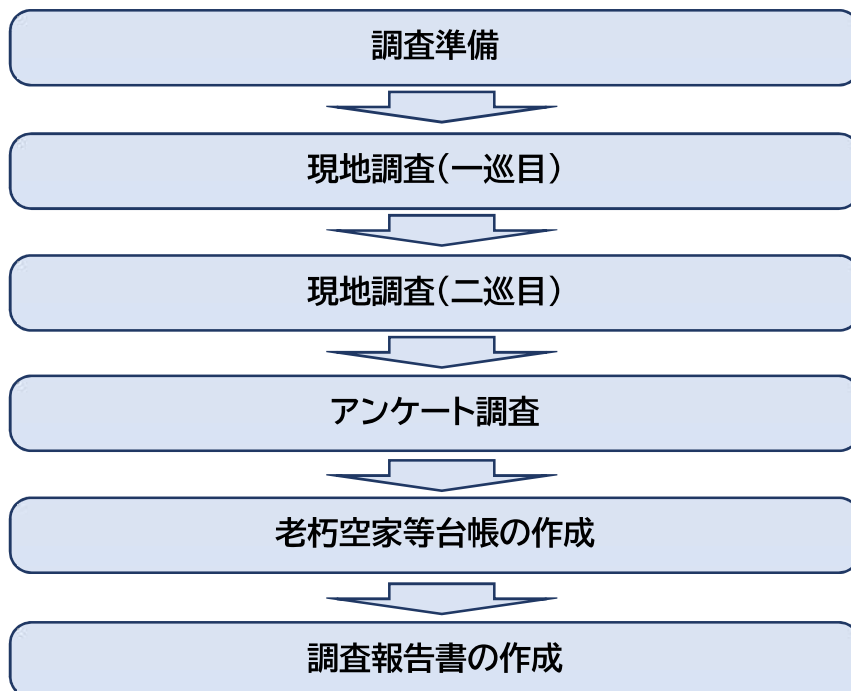 調査準備
現地調査(一巡目)
現地調査(二巡目)
アンケート調査
老朽空家等台帳の作成
調査報告書の作成